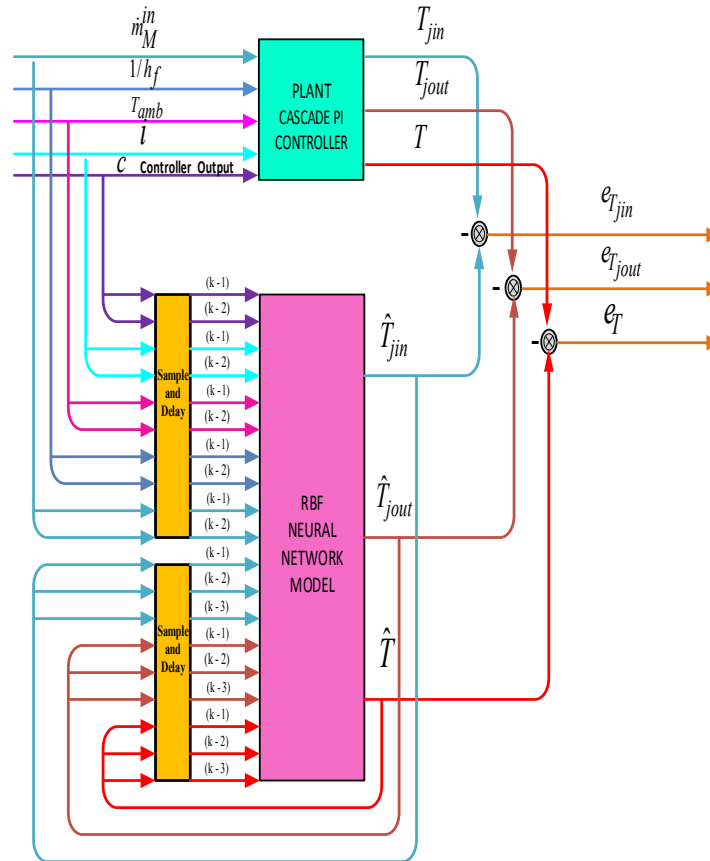 ṁ_M^in
1/h_f
T_amb
i
c Controller Output
PLANT
CASCADE PI
CONTROLLER
T_jin
T_jout
T
-
-
-
e_T_jin
e_T_jout
e_T
Sample
and
Delay
(k - 1)
(k - 2)
(k - 1)
(k - 2)
(k - 1)
(k - 2)
(k - 1)
(k - 2)
(k - 1)
(k - 2)
Sample
and
Delay
(k - 1)
(k - 2)
(k - 3)
(k - 1)
(k - 2)
(k - 3)
(k - 1)
(k - 2)
(k - 3)
RBF
NEURAL
NETWORK
MODEL
T̂_jin
T̂_jout
T̂